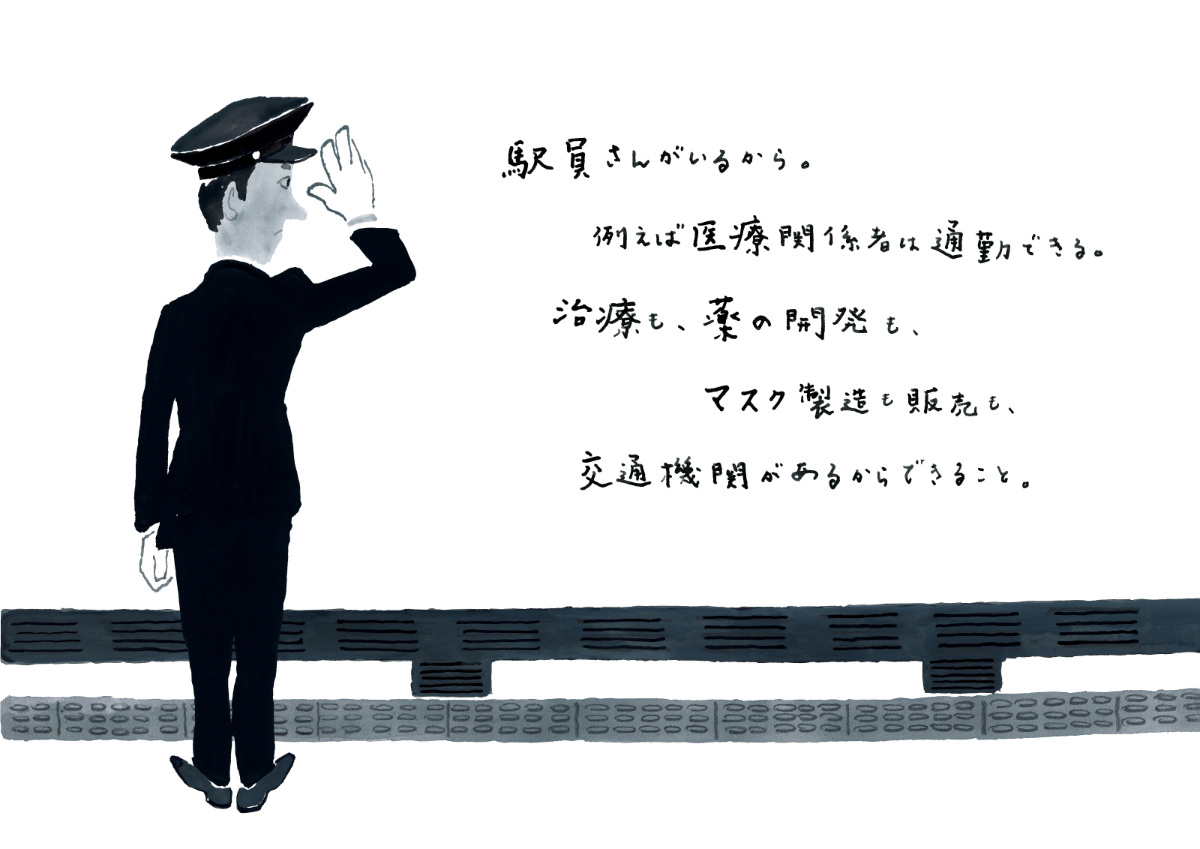 駅員さんがいるから。
例えば医療関係者は通勤できる。
治療も、薬の開発も、
マスク製造も販売も、
交通機関があるからできること。